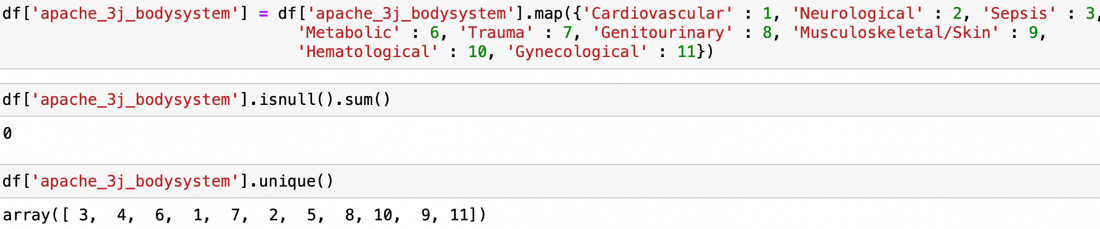 df['apache_3j_bodysystem'] = df['apache_3j_bodysystem'].map({'Cardiovascular' : 1, 'Neurological' : 2, 'Sepsis' : 3,
'Metabolic' : 6, 'Trauma' : 7, 'Genitourinary' : 8, 'Musculoskeletal/Skin' : 9,
'Hematological' : 10, 'Gynecological' : 11})
df['apache_3j_bodysystem'].isnull().sum()
0
df['apache_3j_bodysystem'].unique()
array([ 3,  4,  6,  1,  7,  2,  5,  8, 10,  9, 11])